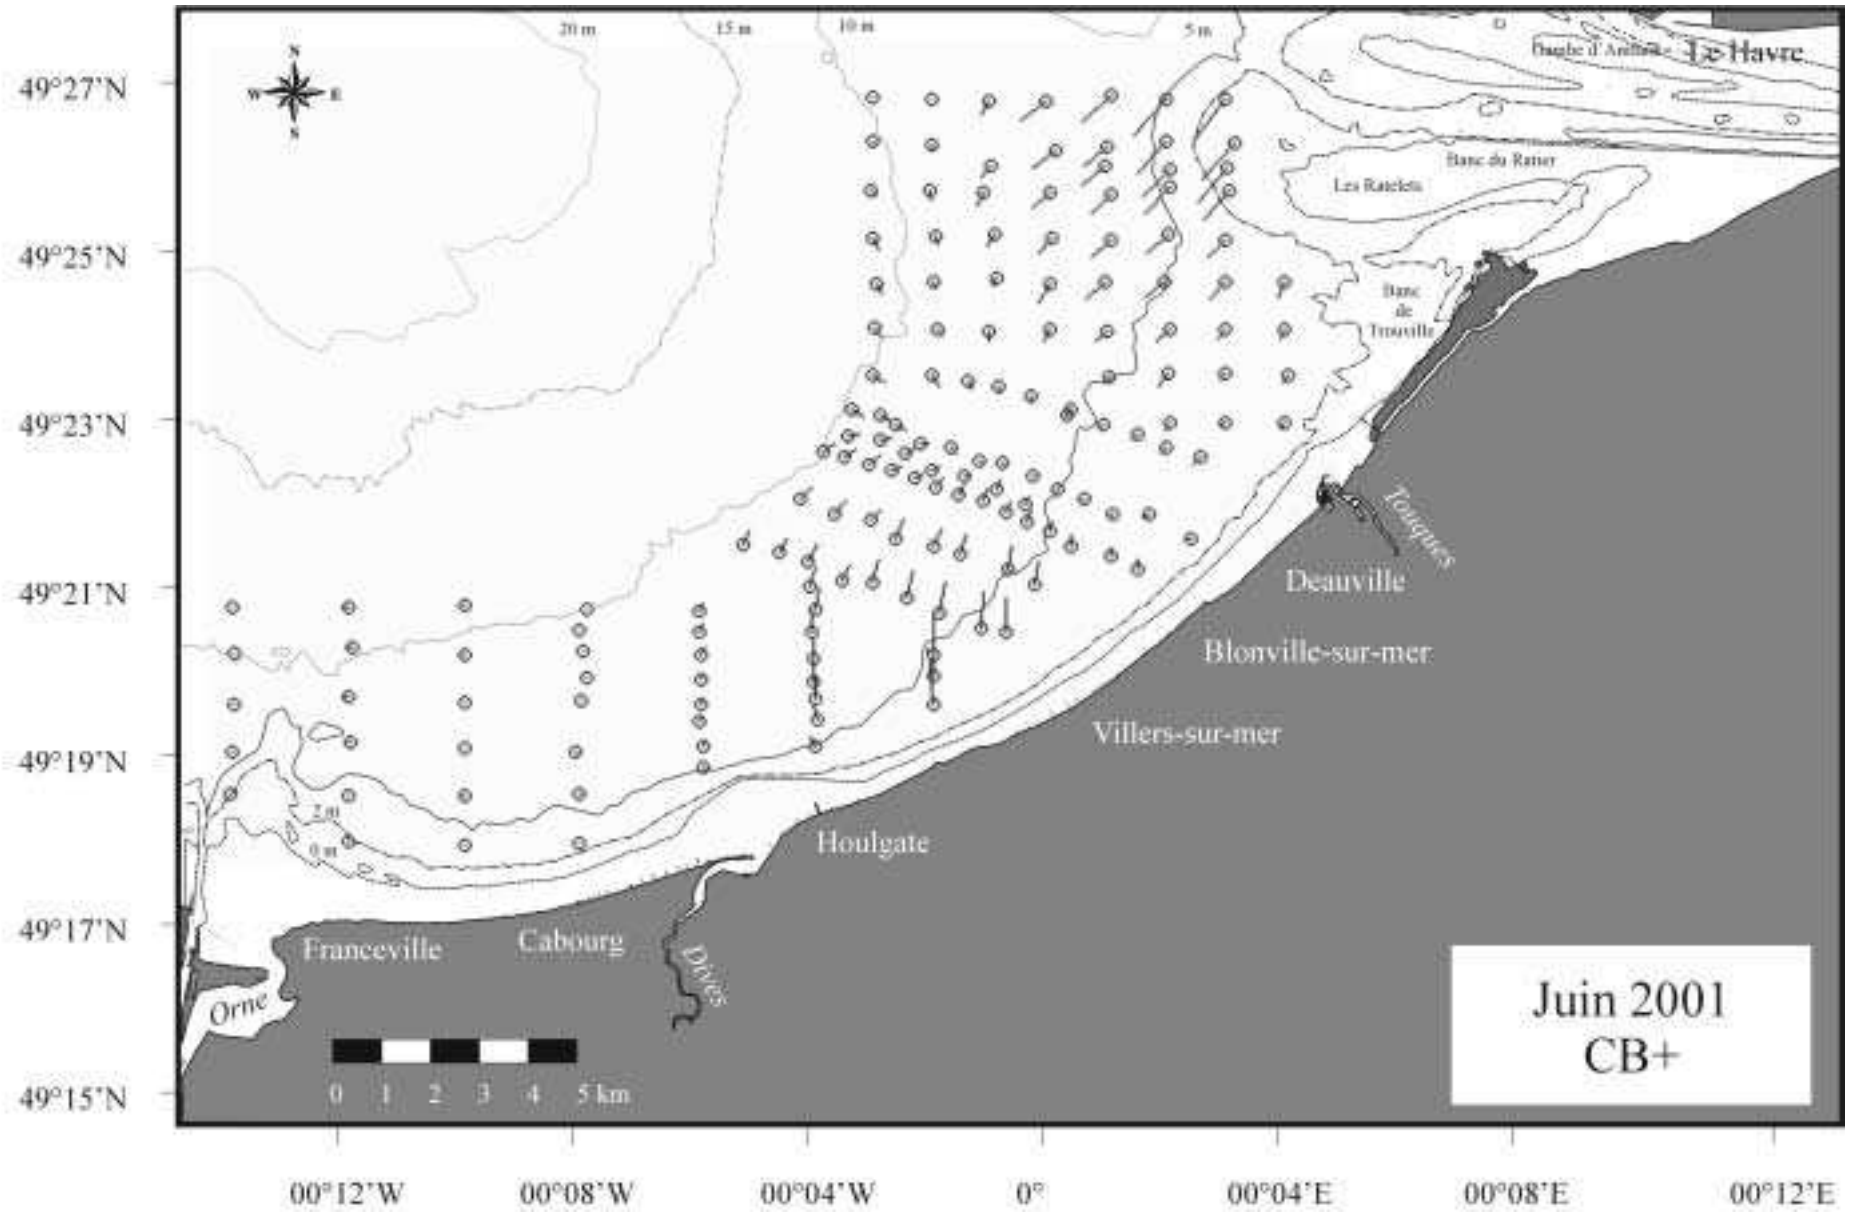 20 m
15 m
10 m
5 m
Le Havre
N
W E
S
49°27'N
Banc du Ratier
Les Ratelets
49°25'N
Banc
de
Trouville
49°23'N
Touques
49°21'N
Deauville
Blonville-sur-mer
Villers-sur-mer
49°19'N
2 m
0 m
Houlgate
49°17'N
Franceville
Cabourg
Dives
Orne
Juin 2001
CB+
0 1 2 3 4 5 km
49°15'N
00°12'W 00°08'W 00°04'W 0° 00°04'E 00°08'E 00°12'E